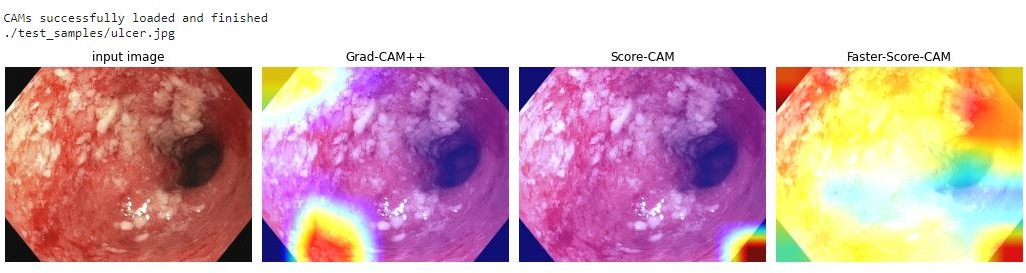 CAMs successfully loaded and finished
./test_samples/ulcer.jpg
input image
Grad-CAM++
Score-CAM
Faster-Score-CAM